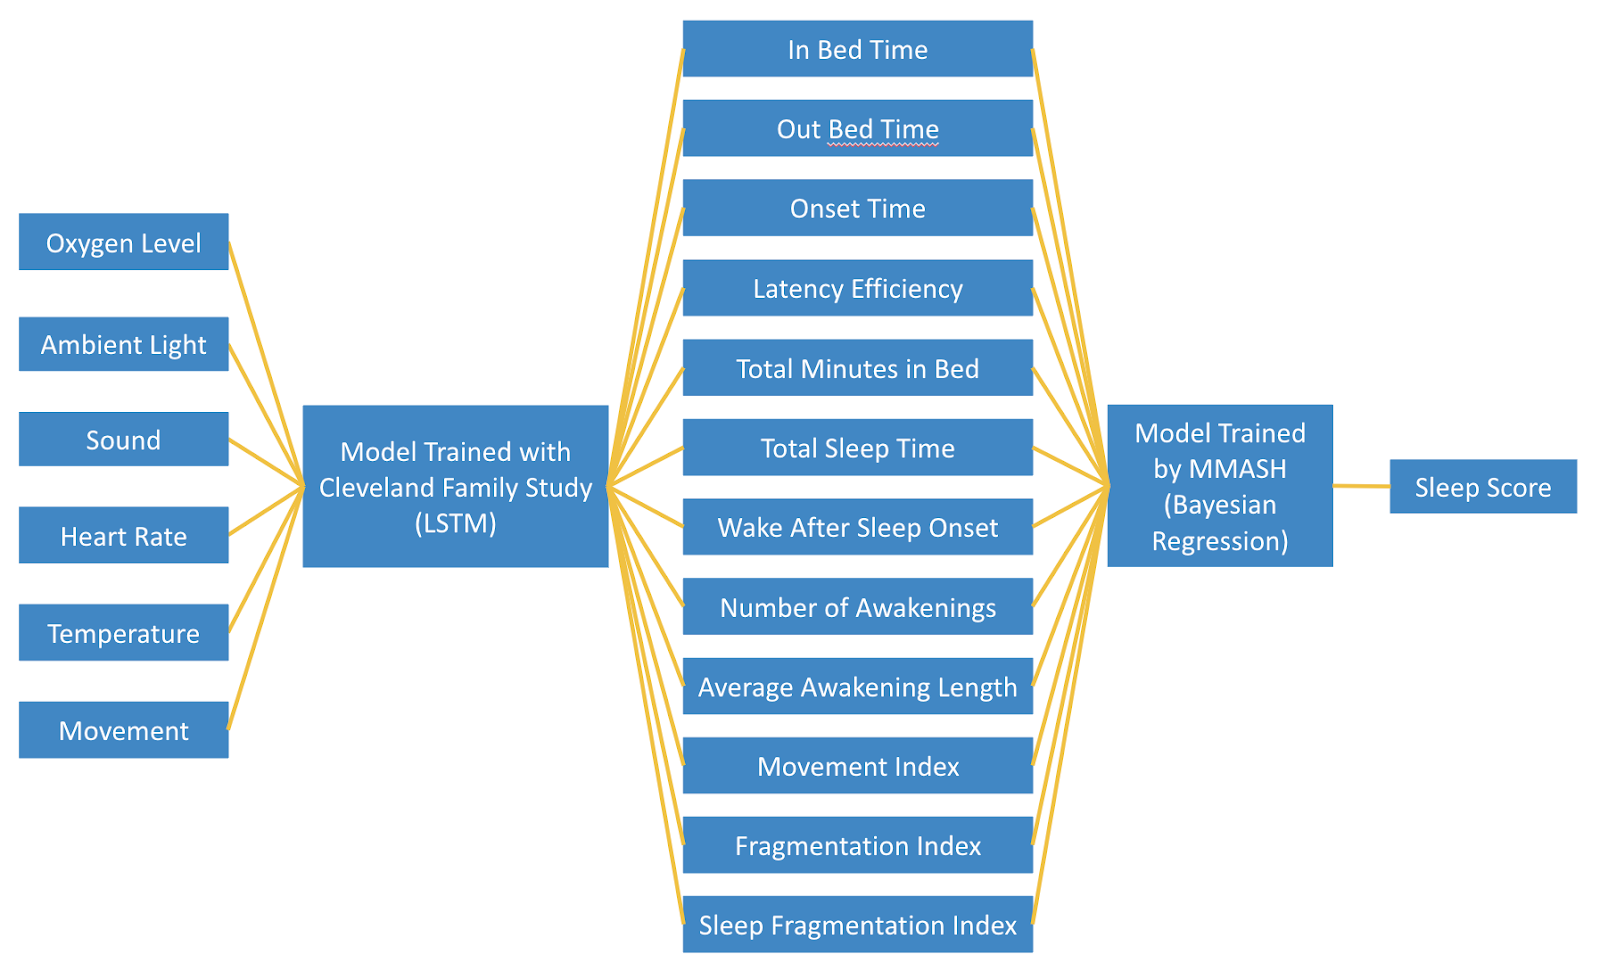 Oxygen Level
Ambient Light
Sound
Heart Rate
Temperature
Movement
Model Trained with
Cleveland Family Study
(LSTM)
In Bed Time
Out Bed Time
Onset Time
Latency Efficiency
Total Minutes in Bed
Total Sleep Time
Wake After Sleep Onset
Number of Awakenings
Average Awakening Length
Movement Index
Fragmentation Index
Sleep Fragmentation Index
Model Trained
by MMASH
(Bayesian
Regression)
Sleep Score